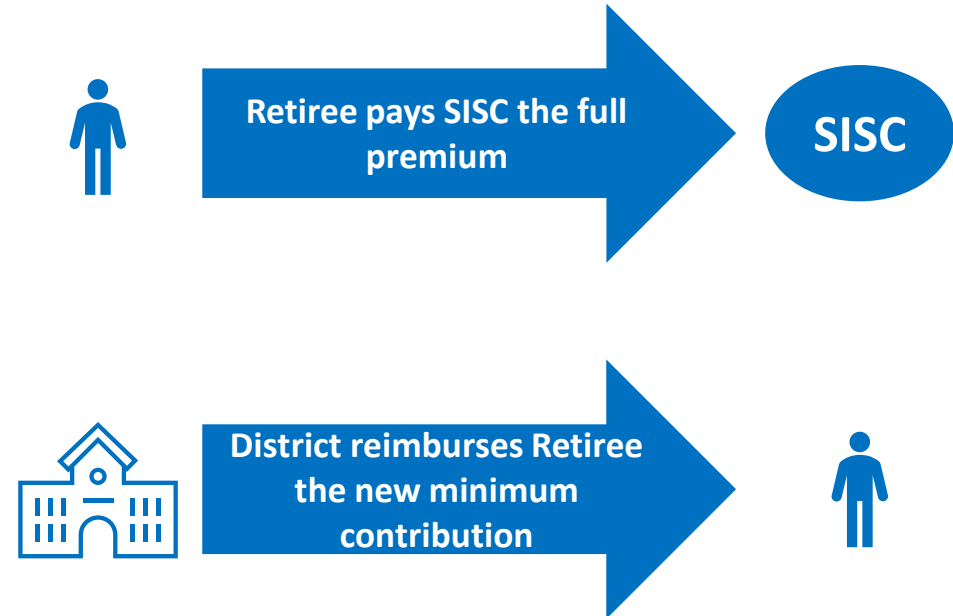 Retiree pays SISC the full
premium
SISC
District reimburses Retiree
the new minimum
contribution